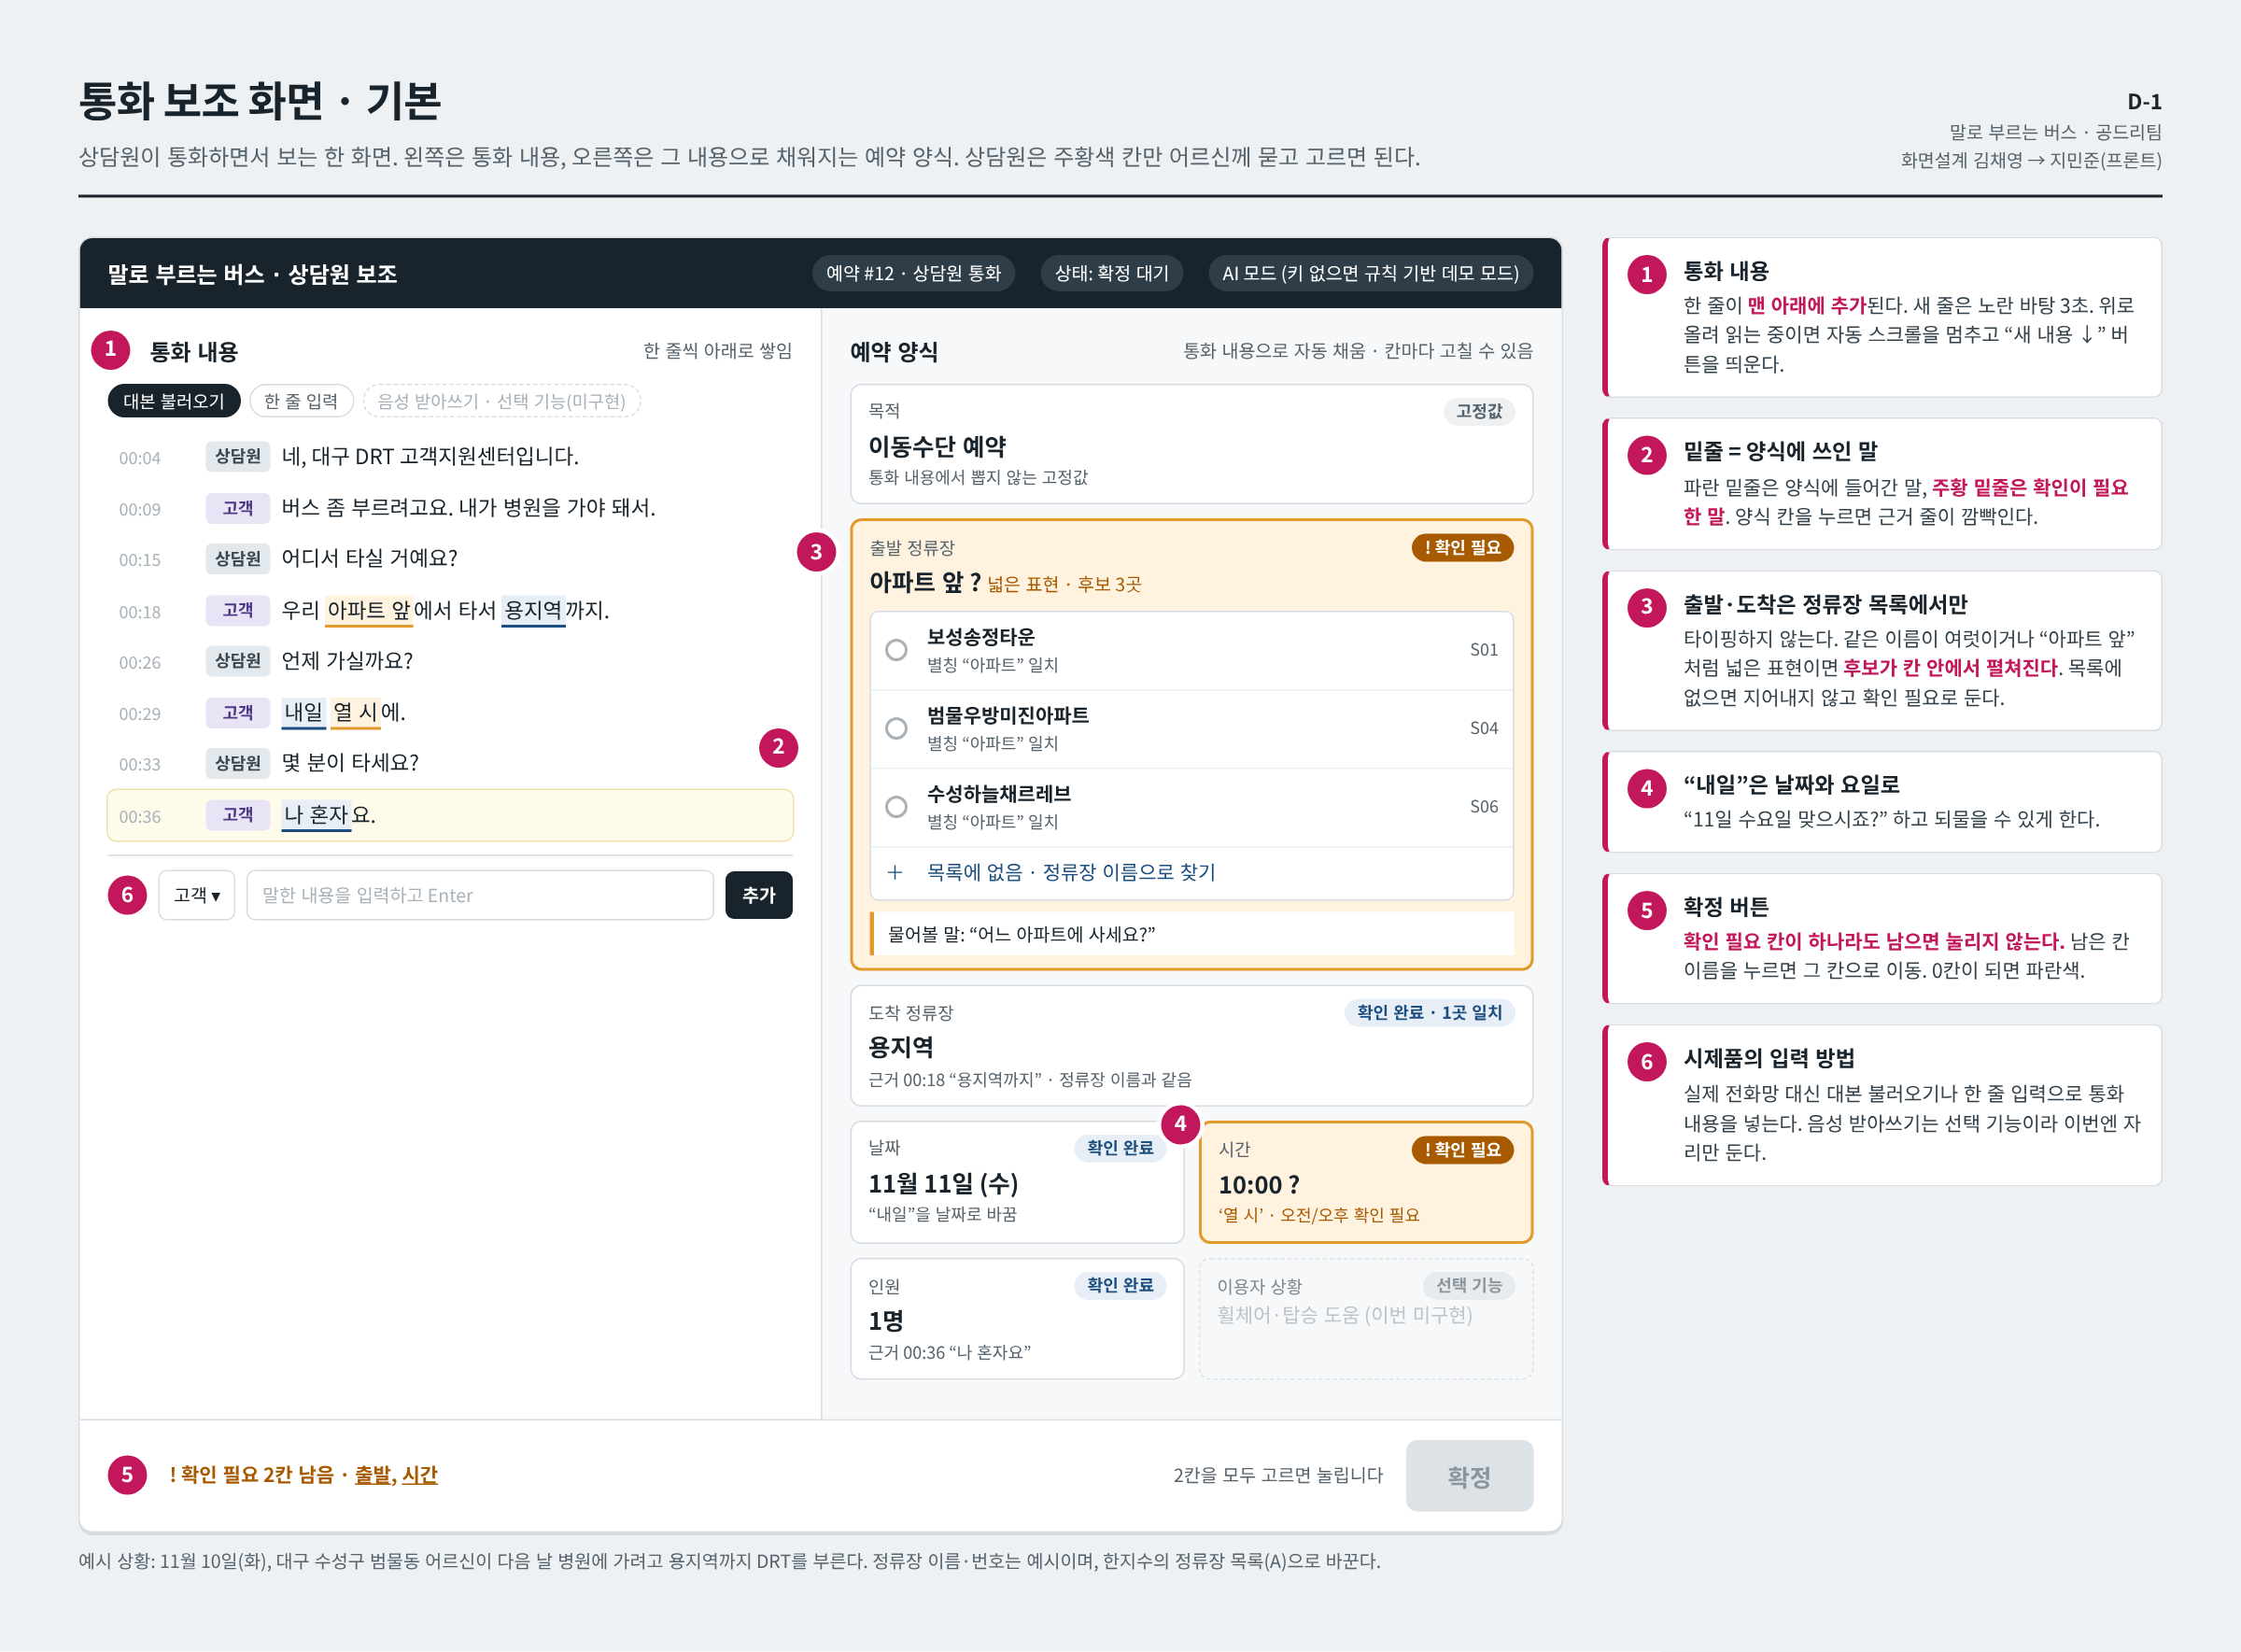 통화 보조 화면 · 기본
상담원이 통화하면서 보는 한 화면. 왼쪽은 통화 내용, 오른쪽은 그 내용으로 채워지는 예약 양식. 상담원은 주황색 칸만 어르신께 묻고 고르면 된다.
D-1
말로 부르는 버스 · 공드리팀
화면설계 김채영 → 지민준(프론트)
말로 부르는 버스 · 상담원 보조
예약 #12 · 상담원 통화
상태: 확정 대기
AI 모드 (키 없으면 규칙 기반 데모 모드)
1
통화 내용
한 줄씩 아래로 쌓임
대본 불러오기
한 줄 입력
음성 받아쓰기 · 선택 기능(미구현)
00:04 상담원 네, 대구 DRT 고객지원센터입니다.
00:09 고객 버스 좀 부르려고요. 내가 병원을 가야 돼서.
00:15 상담원 어디서 타실 거예요?
00:18 고객 우리 아파트 앞에서 타서 용지역까지.
00:26 상담원 언제 가실까요?
00:29 고객 내일 열 시에.
00:33 상담원 몇 분이 타세요?
2
00:36 고객 나 혼자요.
6
고객 ▾
말한 내용을 입력하고 Enter
추가
예약 양식
통화 내용으로 자동 채움 · 칸마다 고칠 수 있음
목적
고정값
이동수단 예약
통화 내용에서 뽑지 않는 고정값
3
출발 정류장
! 확인 필요
아파트 앞 ? 넓은 표현 · 후보 3곳
보성송정타운
별칭 “아파트” 일치
S01
범물우방미진아파트
별칭 “아파트” 일치
S04
수성하늘채르레브
별칭 “아파트” 일치
S06
+ 목록에 없음 · 정류장 이름으로 찾기
물어볼 말: “어느 아파트에 사세요?”
도착 정류장
확인 완료 · 1곳 일치
용지역
근거 00:18 “용지역까지” · 정류장 이름과 같음
날짜
확인 완료
11월 11일 (수)
“내일”을 날짜로 바꿈
4
시간
! 확인 필요
10:00 ?
‘열 시’ · 오전/오후 확인 필요
인원
확인 완료
1명
근거 00:36 “나 혼자요”
이용자 상황
선택 기능
휠체어·탑승 도움 (이번 미구현)
5
! 확인 필요 2칸 남음 · 출발, 시간
2칸을 모두 고르면 눌립니다
확정
1
통화 내용
한 줄이 맨 아래에 추가된다. 새 줄은 노란 바탕 3초. 위로
올려 읽는 중이면 자동 스크롤을 멈추고 “새 내용 ↓” 버
튼을 띄운다.
2
밑줄 = 양식에 쓰인 말
파란 밑줄은 양식에 들어간 말, 주황 밑줄은 확인이 필요
한 말. 양식 칸을 누르면 근거 줄이 깜빡인다.
3
출발·도착은 정류장 목록에서만
타이핑하지 않는다. 같은 이름이 여럿이거나 “아파트 앞”
처럼 넓은 표현이면 후보가 칸 안에서 펼쳐진다. 목록에
없으면 지어내지 않고 확인 필요로 둔다.
4
“내일”은 날짜와 요일로
“11일 수요일 맞으시죠?” 하고 되물을 수 있게 한다.
5
확정 버튼
확인 필요 칸이 하나라도 남으면 눌리지 않는다. 남은 칸
이름을 누르면 그 칸으로 이동. 0칸이 되면 파란색.
6
시제품의 입력 방법
실제 전화망 대신 대본 불러오기나 한 줄 입력으로 통화
내용을 넣는다. 음성 받아쓰기는 선택 기능이라 이번엔 자
리만 둔다.
예시 상황: 11월 10일(화), 대구 수성구 범물동 어르신이 다음 날 병원에 가려고 용지역까지 DRT를 부른다. 정류장 이름·번호는 예시이며, 한지수의 정류장 목록(A)으로 바꾼다.